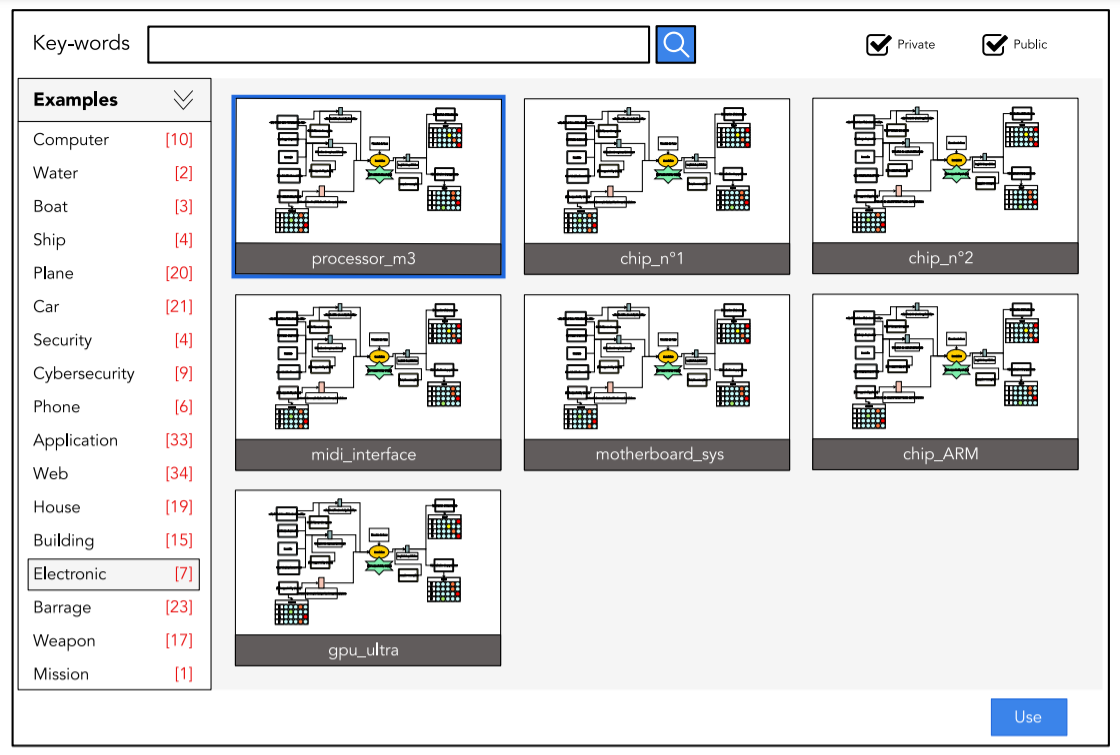 Key-words
Private
Public
Examples
Computer [10]
Water [2]
Boat [3]
Ship [4]
Plane [20]
Car [21]
Security [4]
Cybersecurity [9]
Phone [6]
Application [33]
Web [34]
House [19]
Building [15]
Electronic [7]
Barrage [23]
Weapon [17]
Mission [1]
processor_m3
chip_n°1
chip_n°2
midi_interface
motherboard_sys
chip_ARM
gpu_ultra
Use